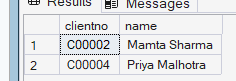 Results Messages
clientno name
1 C00002 Mamta Sharma
2 C00004 Priya Malhotra